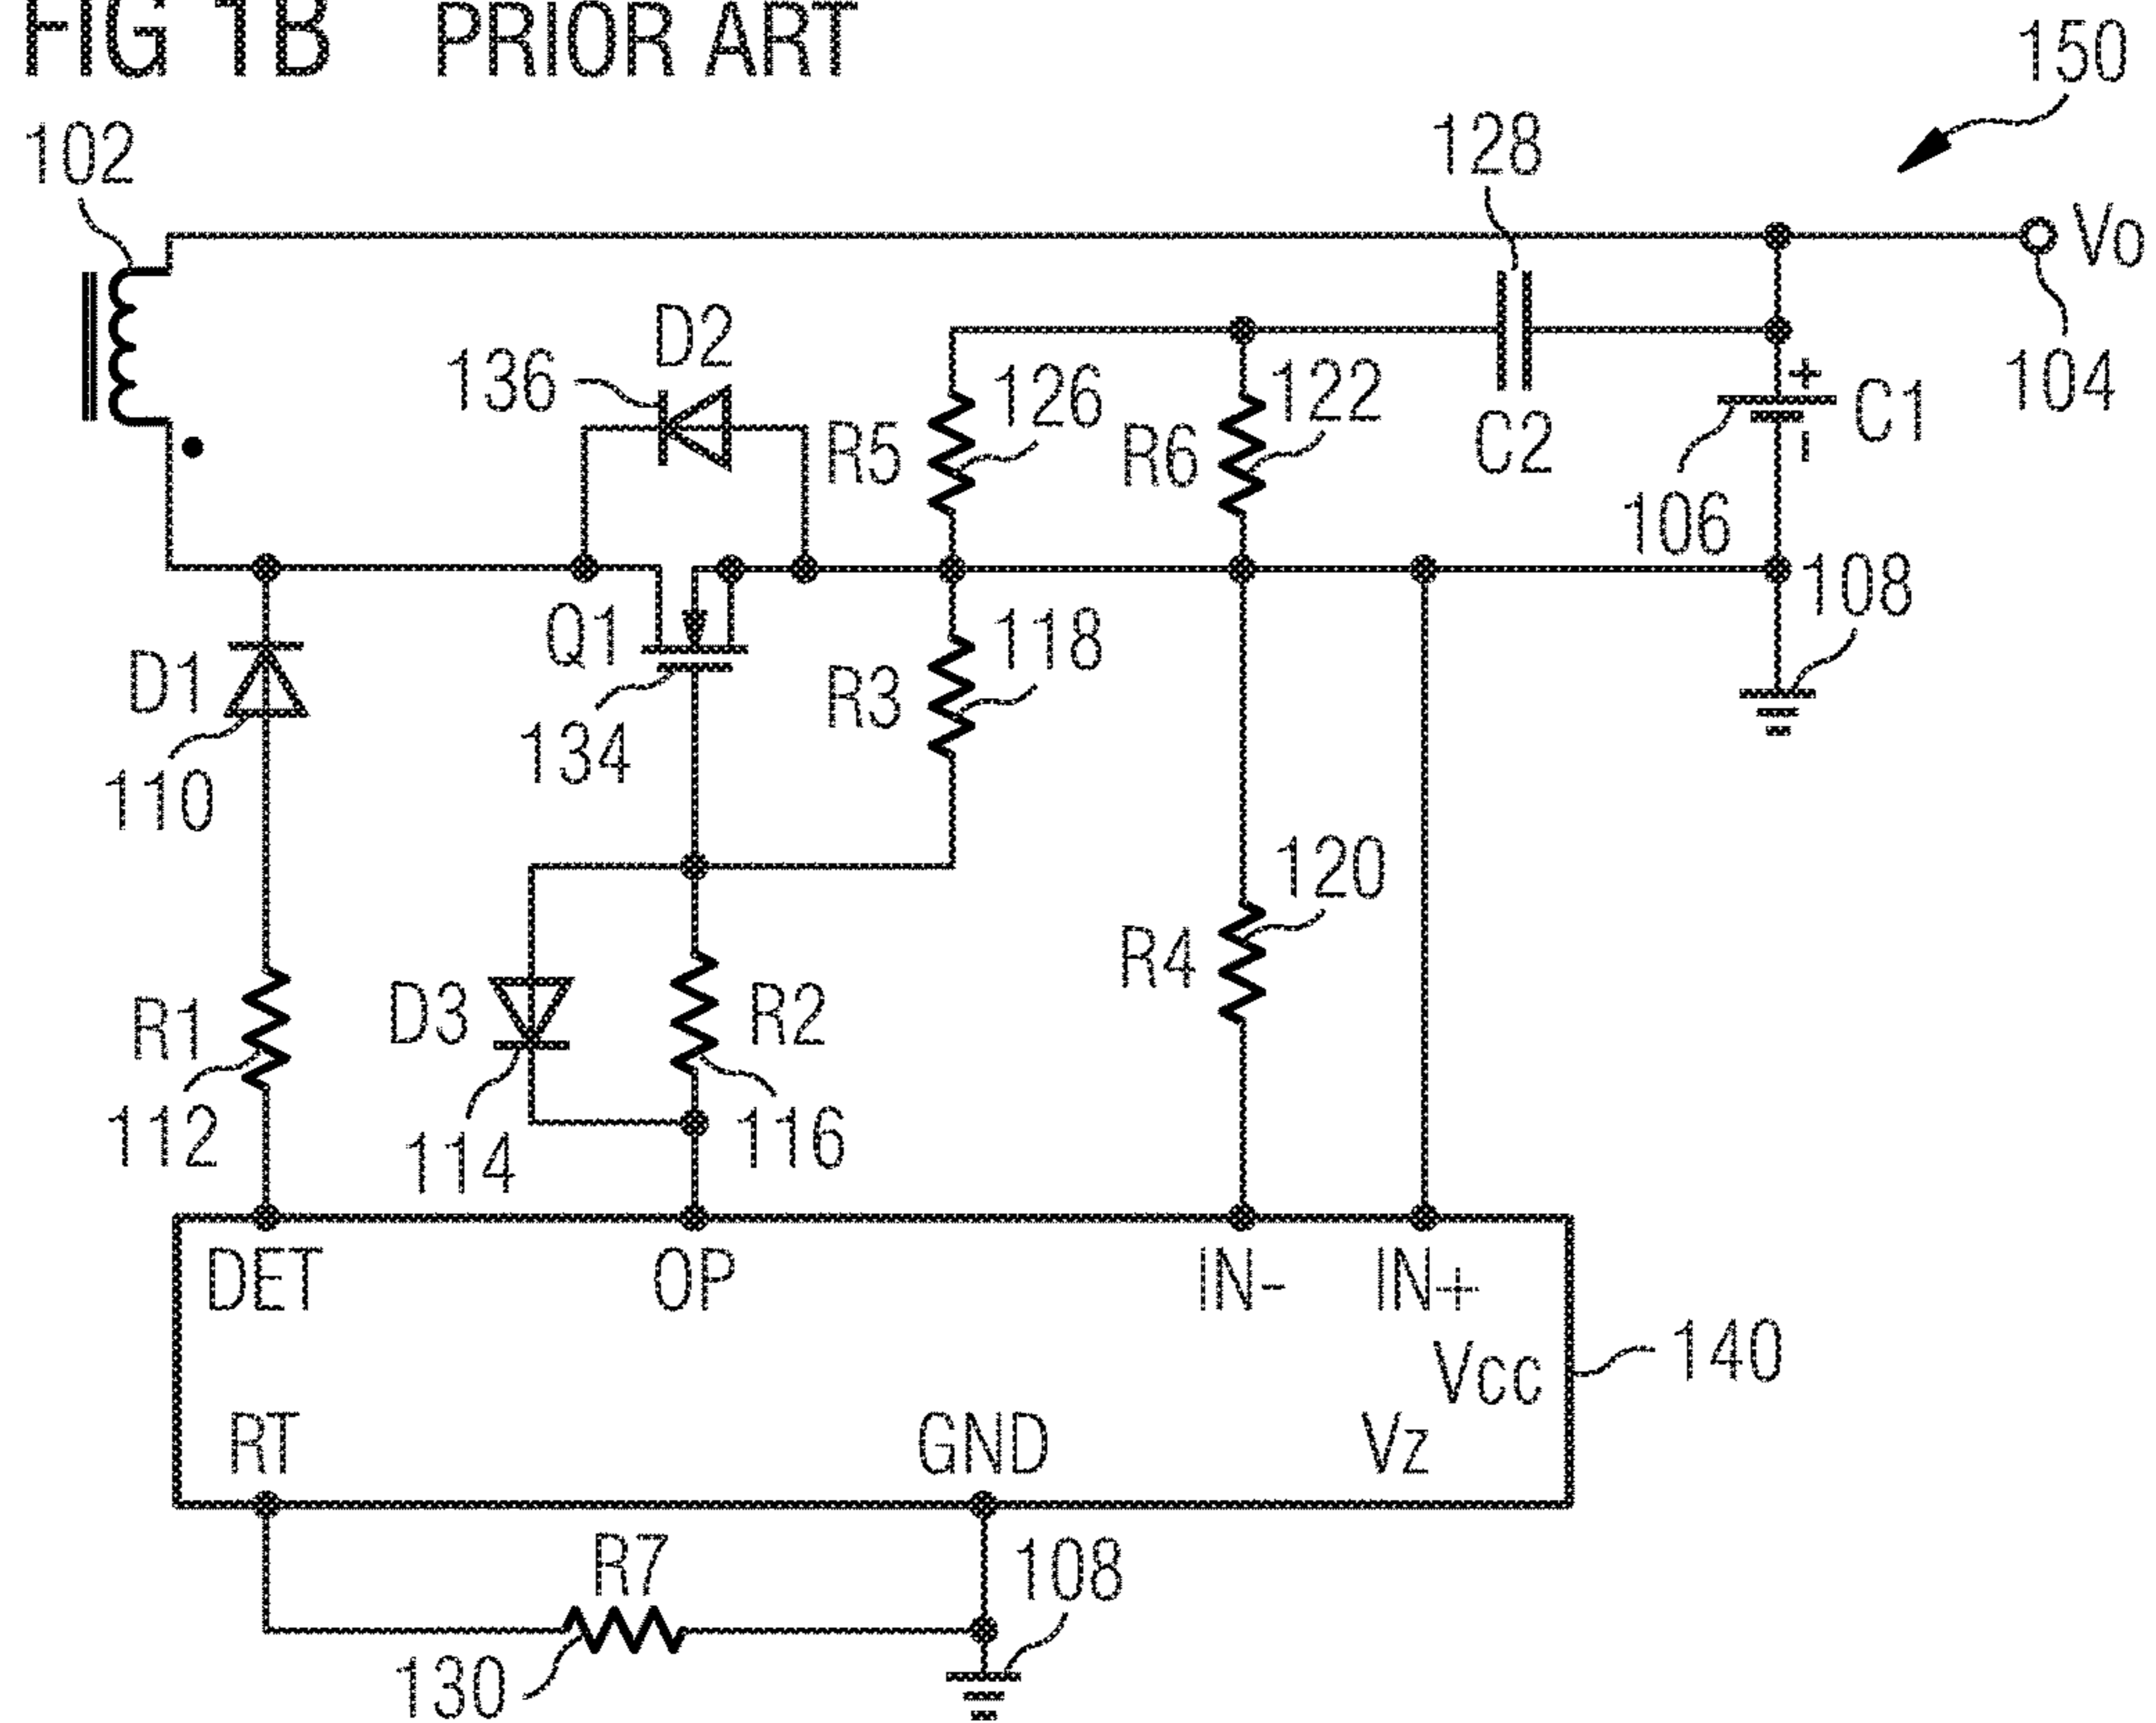 FIG 1B PRIOR ART
150
102
128
Vo
D2
136
R5
126
R6
122
C2
+
C1
-
104
106
108
Q1
134
D1
110
R3
118
120
R4
D3
R2
R1
112
114
116
DET
OP
IN-
IN+
Vcc
140
RT
GND
Vz
R7
108
130